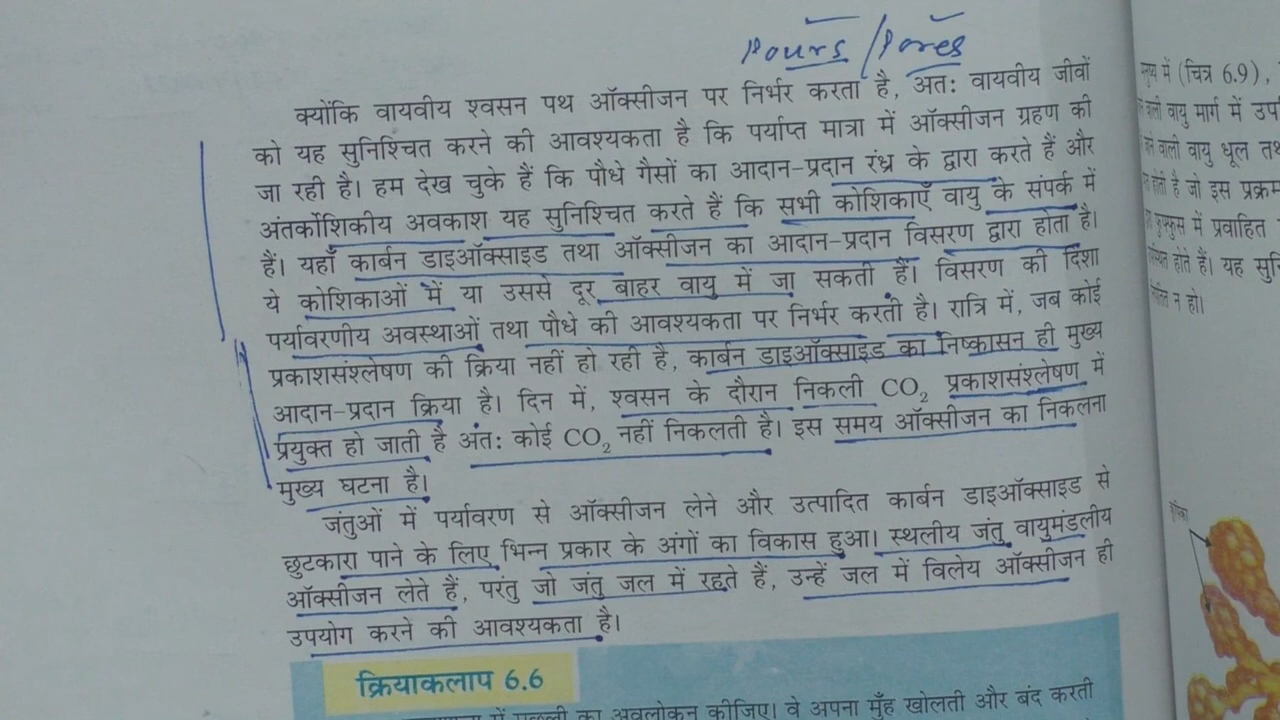 Pours / Pores
क्योंकि वायवीय श्वसन पथ ऑक्सीजन पर निर्भर करता है, अतः वायवीय जीवों
को यह सुनिश्चित करने की आवश्यकता है कि पर्याप्त मात्रा में ऑक्सीजन ग्रहण की
जा रही है। हम देख चुके हैं कि पौधे गैसों का आदान-प्रदान रंध्र के द्वारा करते हैं और
अंतर्कोशिकीय अवकाश यह सुनिश्चित करते हैं कि सभी कोशिकाएँ वायु के संपर्क में
हैं। यहाँ कार्बन डाइऑक्साइड तथा ऑक्सीजन का आदान-प्रदान विसरण द्वारा होता है।
ये कोशिकाओं में या उससे दूर बाहर वायु में जा सकती हैं। विसरण की दिशा
पर्यावरणीय अवस्थाओं तथा पौधे की आवश्यकता पर निर्भर करती है। रात्रि में, जब कोई
प्रकाशसंश्लेषण की क्रिया नहीं हो रही है, कार्बन डाइऑक्साइड का निष्कासन ही मुख्य
आदान-प्रदान क्रिया है। दिन में, श्वसन के दौरान निकली CO₂ प्रकाशसंश्लेषण में
प्रयुक्त हो जाती है अतः कोई CO₂ नहीं निकलती है। इस समय ऑक्सीजन का निकलना
मुख्य घटना है।
जंतुओं में पर्यावरण से ऑक्सीजन लेने और उत्पादित कार्बन डाइऑक्साइड से
छुटकारा पाने के लिए भिन्न प्रकार के अंगों का विकास हुआ। स्थलीय जंतु वायुमंडलीय
ऑक्सीजन लेते हैं, परंतु जो जंतु जल में रहते हैं, उन्हें जल में विलेय ऑक्सीजन ही
उपयोग करने की आवश्यकता है।
क्रियाकलाप 6.6
में मछली का अवलोकन कीजिए। वे अपना मुँह खोलती और बंद करती
में (चित्र 6.9),
वाली वायु मार्ग में
वाली वायु धूल
होती है जो इस
फुफ्फुस में प्रवाहित
होते हैं। यह
न हो।